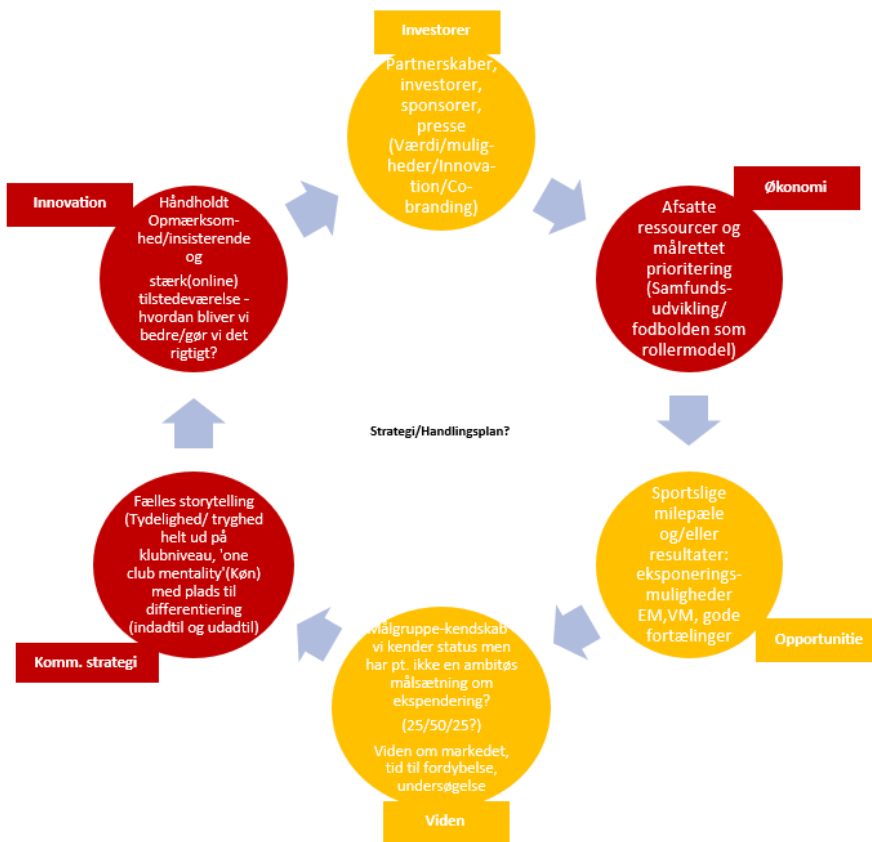 Investorer
Partnerskaber,
investorer,
sponsorer,
presse
(Værdi/mulig-
heder/Innova-
tion/Co-
branding)
Økonomi
Afsatte
ressourcer og
målrettet
prioritering
(Samfunds-
udvikling/
fodbolden som
rollermodel)
Sportslige
milepæle
og/eller
resultater:
eksponerings-
muligheder
EM,VM, gode
fortælinger
Opportunitie
Målgruppe-kendskab
vi kender status men
har pt. ikke en ambitøs
målsætning om
ekspendering?
(25/50/25?)
Viden om markedet,
tid til fordybelse,
undersøgelse
Viden
Fælles storytelling
(Tydelighed/ tryghed
helt ud på
klubniveau, 'one
club mentality'(Køn)
med plads til
differentiering
(indadtil og udadtil)
Komm. strategi
Innovation
Håndholdt
Opmærksom-
hed/insisterende
og
stærk(online)
tilstedeværelse -
hvordan bliver vi
bedre/gør vi det
rigtigt?
Strategi/Handlingsplan?